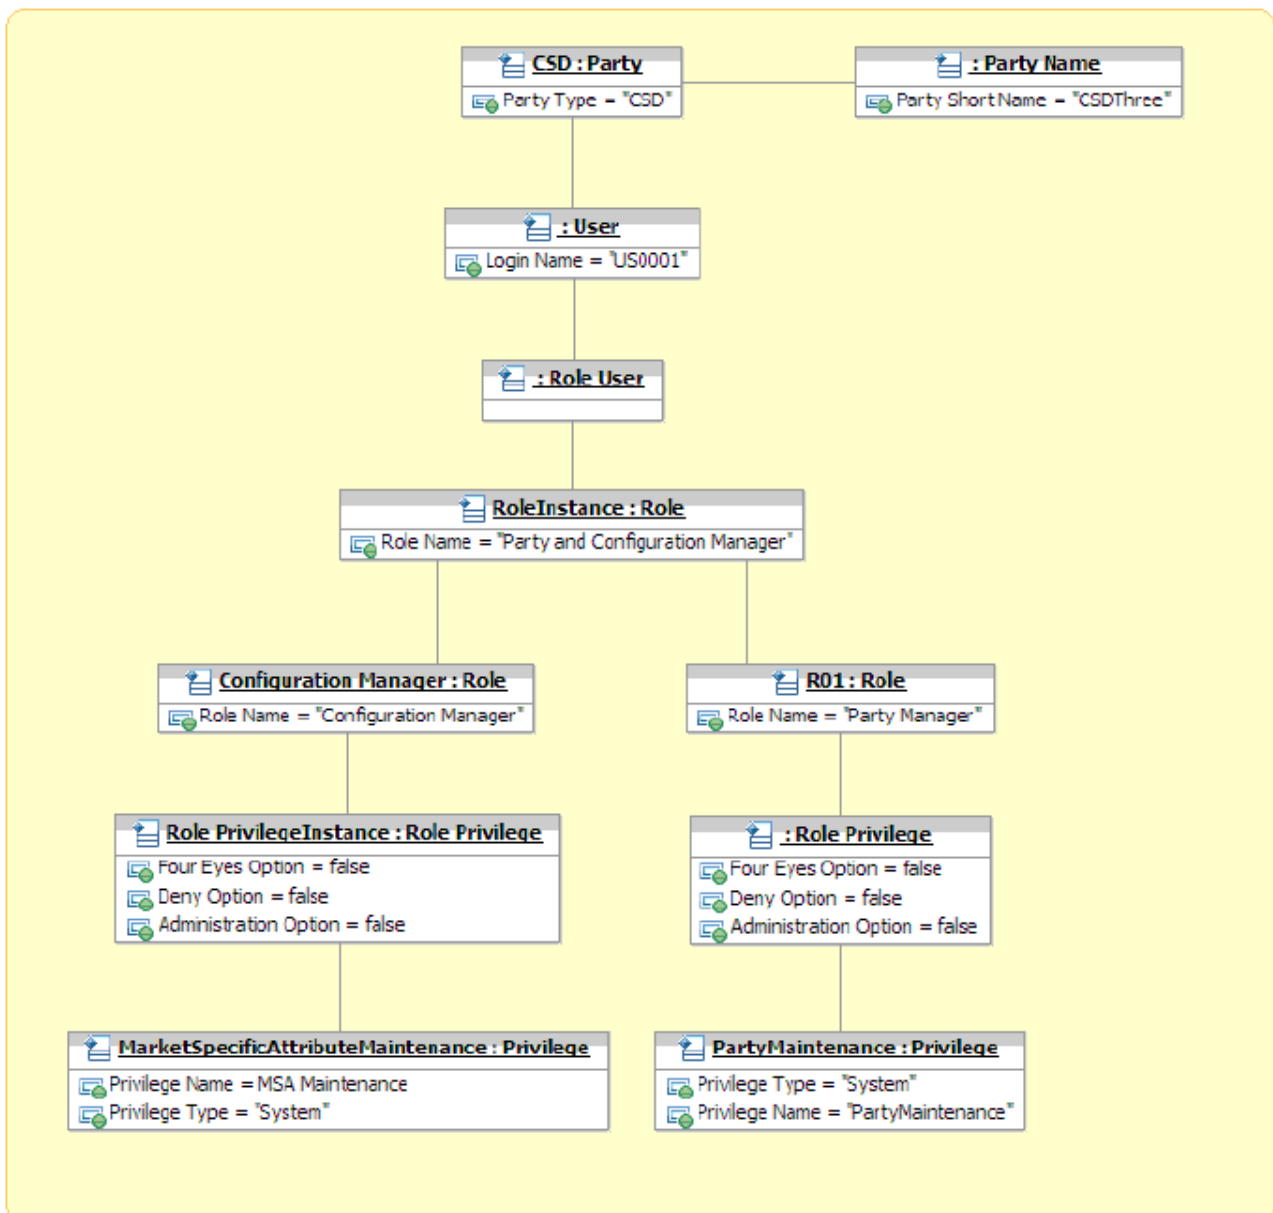 CSD : Party
Party Type = "CSD"
: Party Name
Party Short Name = "CSDThree"
: User
Login Name = "US0001"
: Role User
RoleInstance : Role
Role Name = "Party and Configuration Manager"
Configuration Manager : Role
Role Name = "Configuration Manager"
R01 : Role
Role Name = "Party Manager"
Role PrivilegeInstance : Role Privilege
Four Eyes Option = false
Deny Option = false
Administration Option = false
: Role Privilege
Four Eyes Option = false
Deny Option = false
Administration Option = false
MarketSpecificAttributeMaintenance : Privilege
Privilege Name = MSA Maintenance
Privilege Type = "System"
PartyMaintenance : Privilege
Privilege Type = "System"
Privilege Name = "PartyMaintenance"